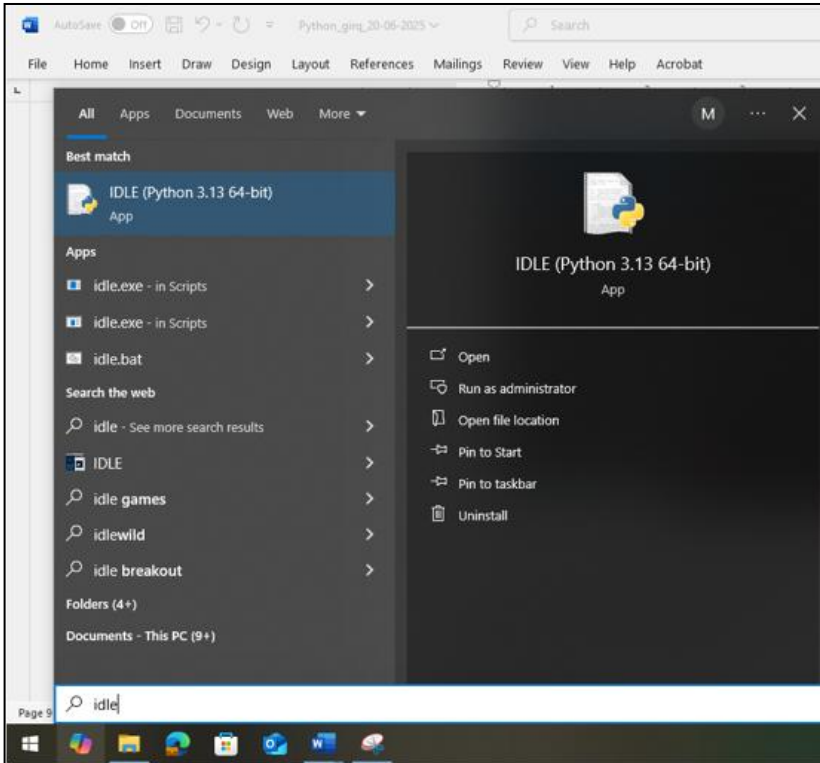 AutoSave Off Python_giriş_20-06-2025 Search
File Home Insert Draw Design Layout References Mailings Review View Help Acrobat
All Apps Documents Web More M ...
Best match
IDLE (Python 3.13 64-bit)
App
Apps
idle.exe - in Scripts
idle.exe - in Scripts
idle.bat
Search the web
idle - See more search results
IDLE
idle games
idlewild
idle breakout
Folders (4+)
Documents - This PC (9+)
IDLE (Python 3.13 64-bit)
App
Open
Run as administrator
Open file location
Pin to Start
Pin to taskbar
Uninstall
Page 9
idle